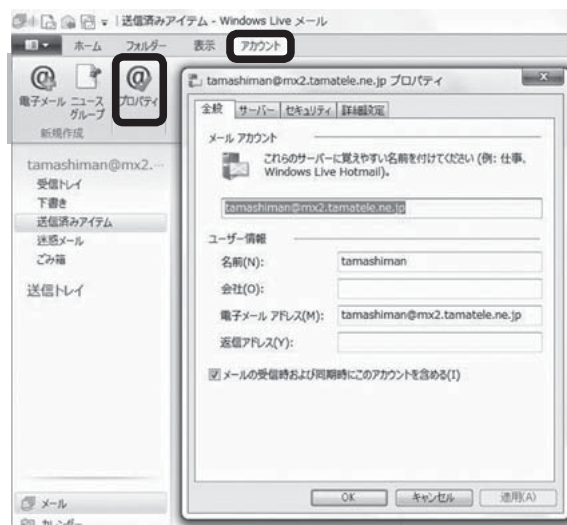 送信済みアイテム - Windows Live メール
ホーム フォルダー 表示 アカウント
電子メール ニュース グループ プロパティ
新規作成
tamashiman@mx2.…
受信トレイ
下書き
送信済みアイテム
迷惑メール
ごみ箱
送信トレイ
メール
カレンダー
tamashiman@mx2.tamatele.ne.jp プロパティ
全般 サーバー セキュリティ 詳細設定
メール アカウント
これらのサーバーに覚えやすい名前を付けてください (例: 仕事、
Windows Live Hotmail)。
tamashiman@mx2.tamatele.ne.jp
ユーザー情報
名前(N): tamashiman
会社(O):
電子メール アドレス(M): tamashiman@mx2.tamatele.ne.jp
返信アドレス(Y):
メールの受信時および同期時にこのアカウントを含める(I)
OK キャンセル 適用(A)